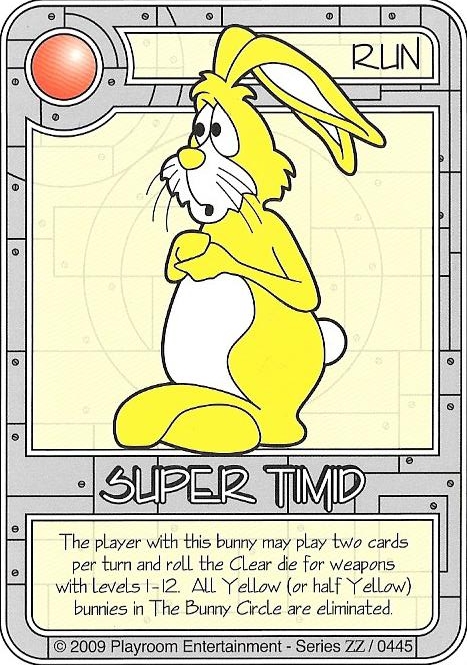 RUN
SUPER TIMID
The player with this bunny may play two cards
per turn and roll the Clear die for weapons
with levels 1-12. All Yellow (or half Yellow)
bunnies in The Bunny Circle are eliminated.
© 2009 Playroom Entertainment - Series ZZ / 0445